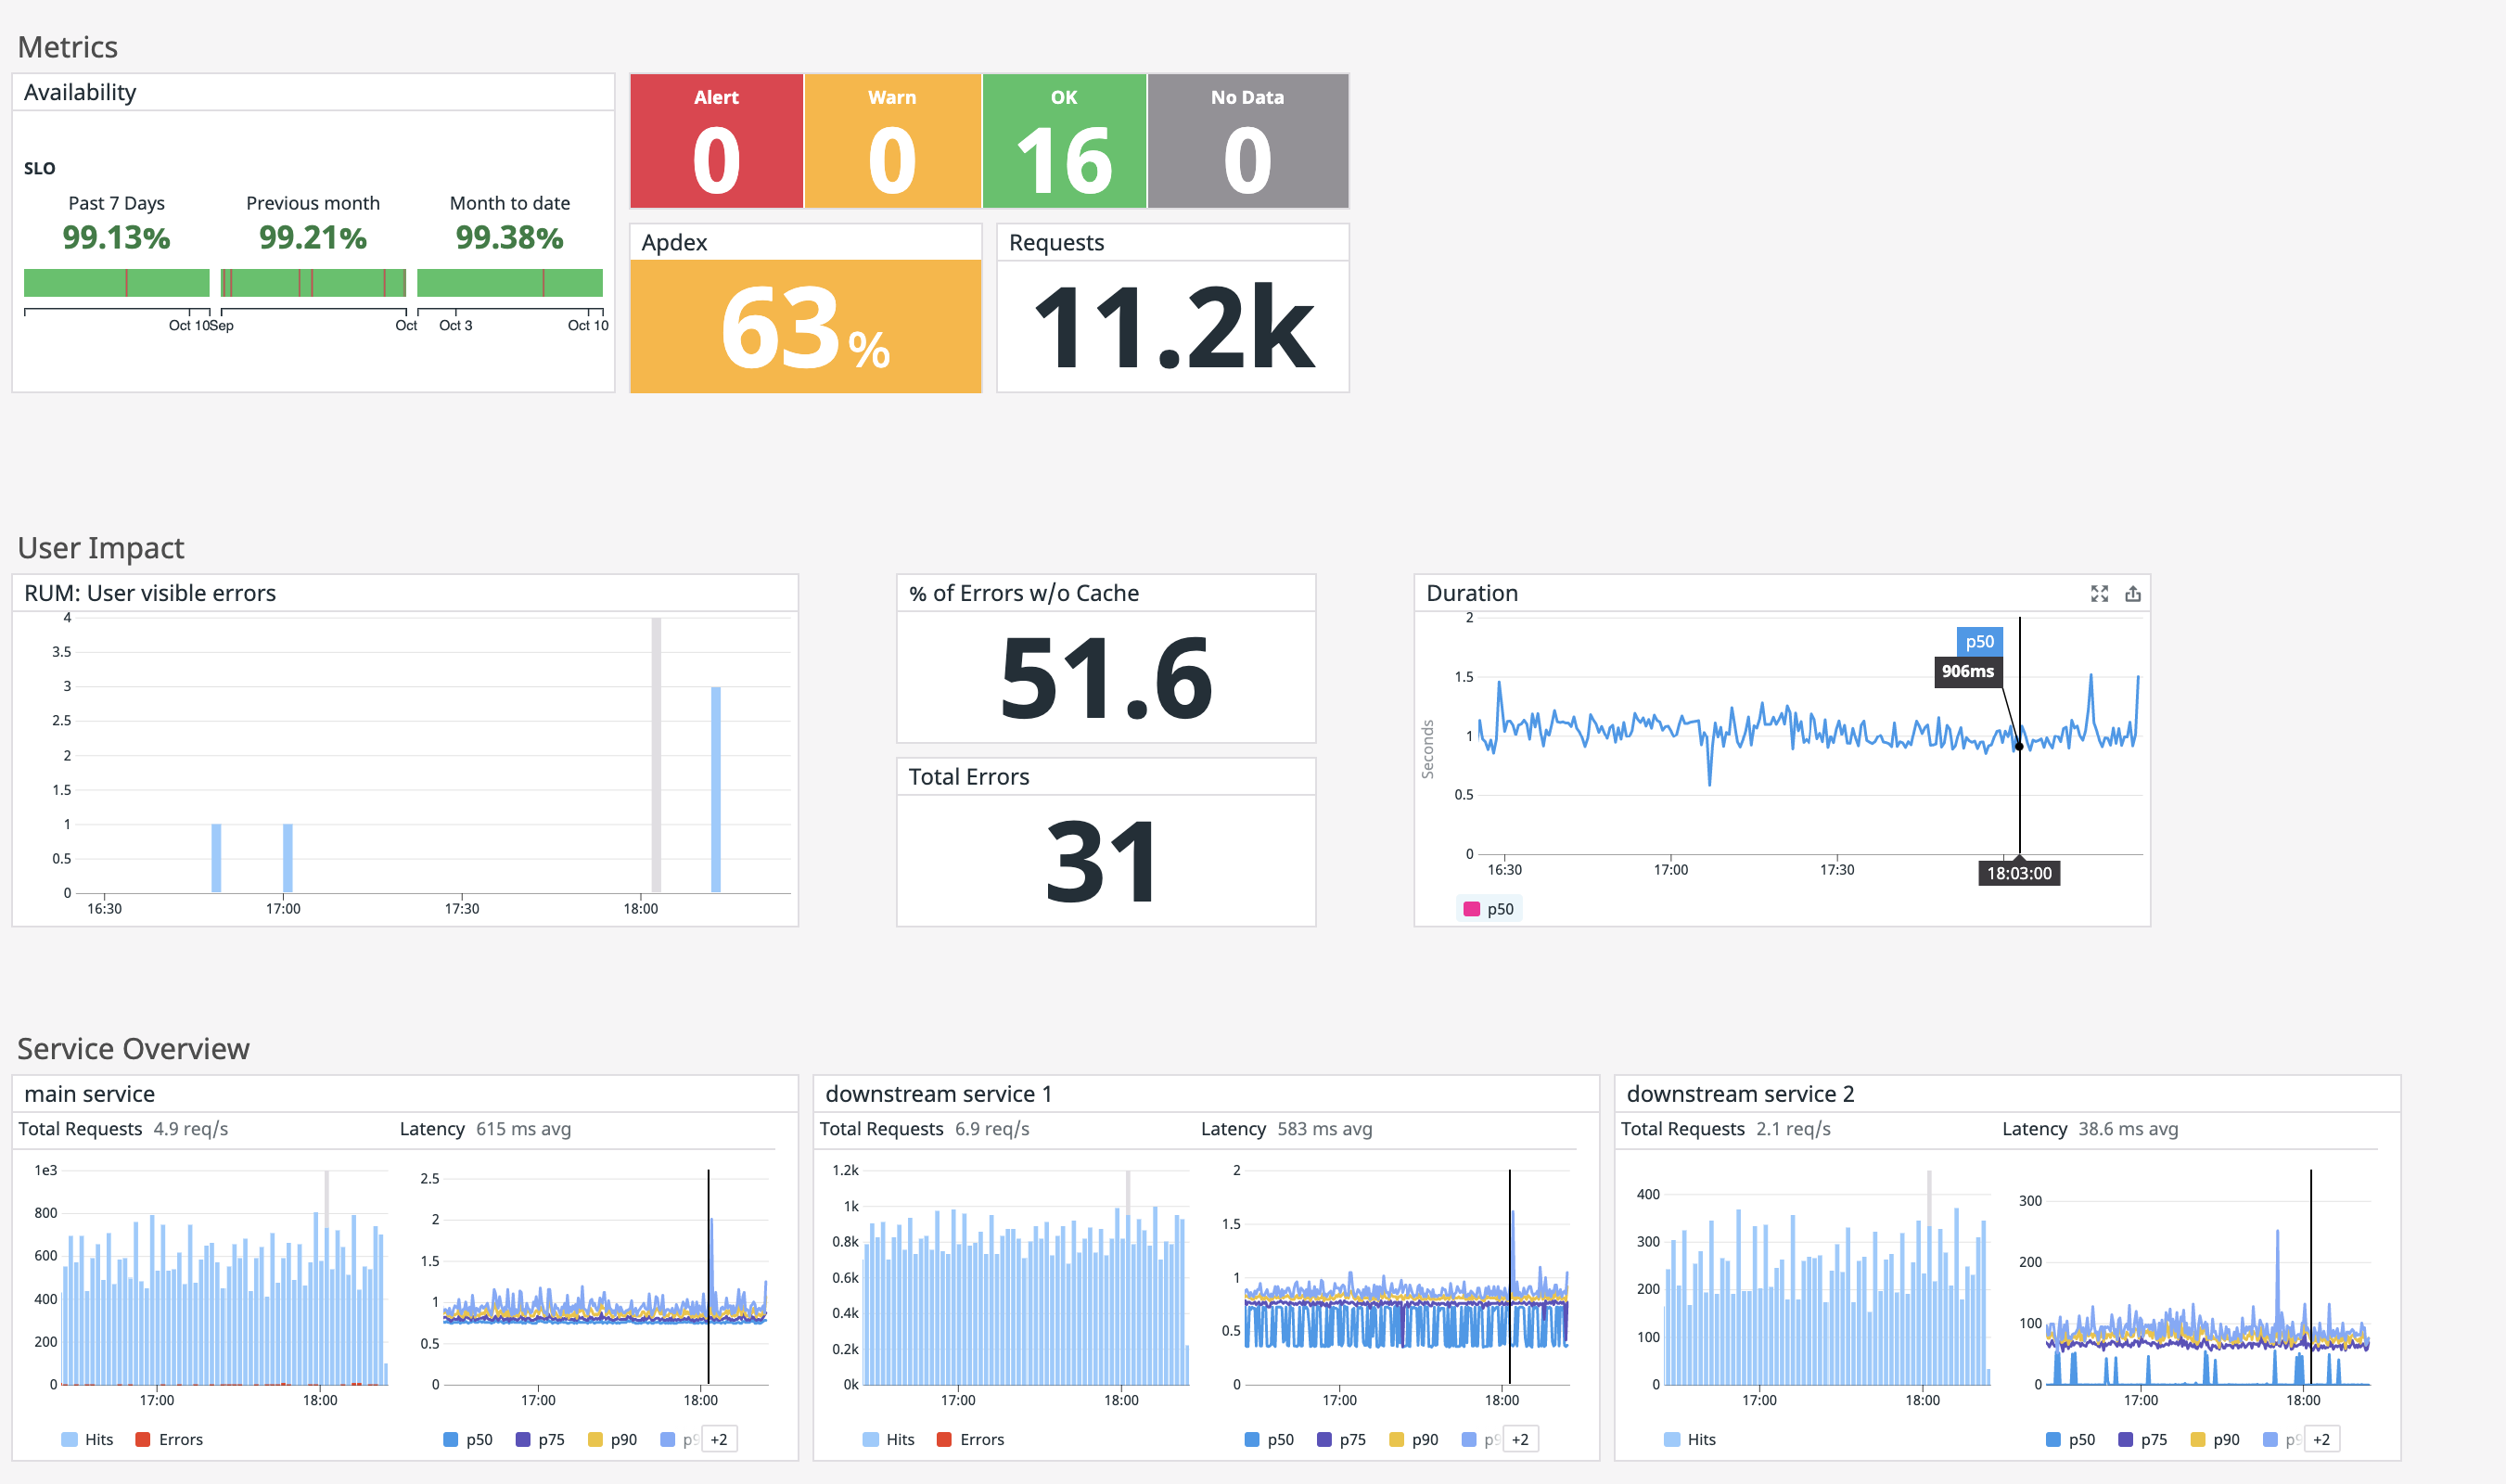 Metrics
Availability
SLO
Past 7 Days Previous month Month to date
99.13% 99.21% 99.38%
Oct 10 Sep Oct Oct 3 Oct 10
Alert Warn OK No Data
0 0 16 0
Apdex
63%
Requests
11.2k
User Impact
RUM: User visible errors
4
3.5
3
2.5
2
1.5
1
0.5
0
16:30 17:00 17:30 18:00
% of Errors w/o Cache
51.6
Total Errors
31
Duration
Seconds
2
1.5
1
0.5
0
p50
906ms
16:30 17:00 17:30 18:03:00
p50
Service Overview
main service
Total Requests 4.9 req/s
1e3
800
600
400
200
0
17:00 18:00
Hits Errors
Latency 615 ms avg
2.5
2
1.5
1
0.5
0
17:00 18:00
p50 p75 p90 +2
downstream service 1
Total Requests 6.9 req/s
1.2k
1k
0.8k
0.6k
0.4k
0.2k
0k
17:00 18:00
Hits Errors
Latency 583 ms avg
2
1.5
1
0.5
0
17:00 18:00
p50 p75 p90 +2
downstream service 2
Total Requests 2.1 req/s
400
300
200
100
0
17:00 18:00
Hits
Latency 38.6 ms avg
300
200
100
0
17:00 18:00
p50 p75 p90 +2